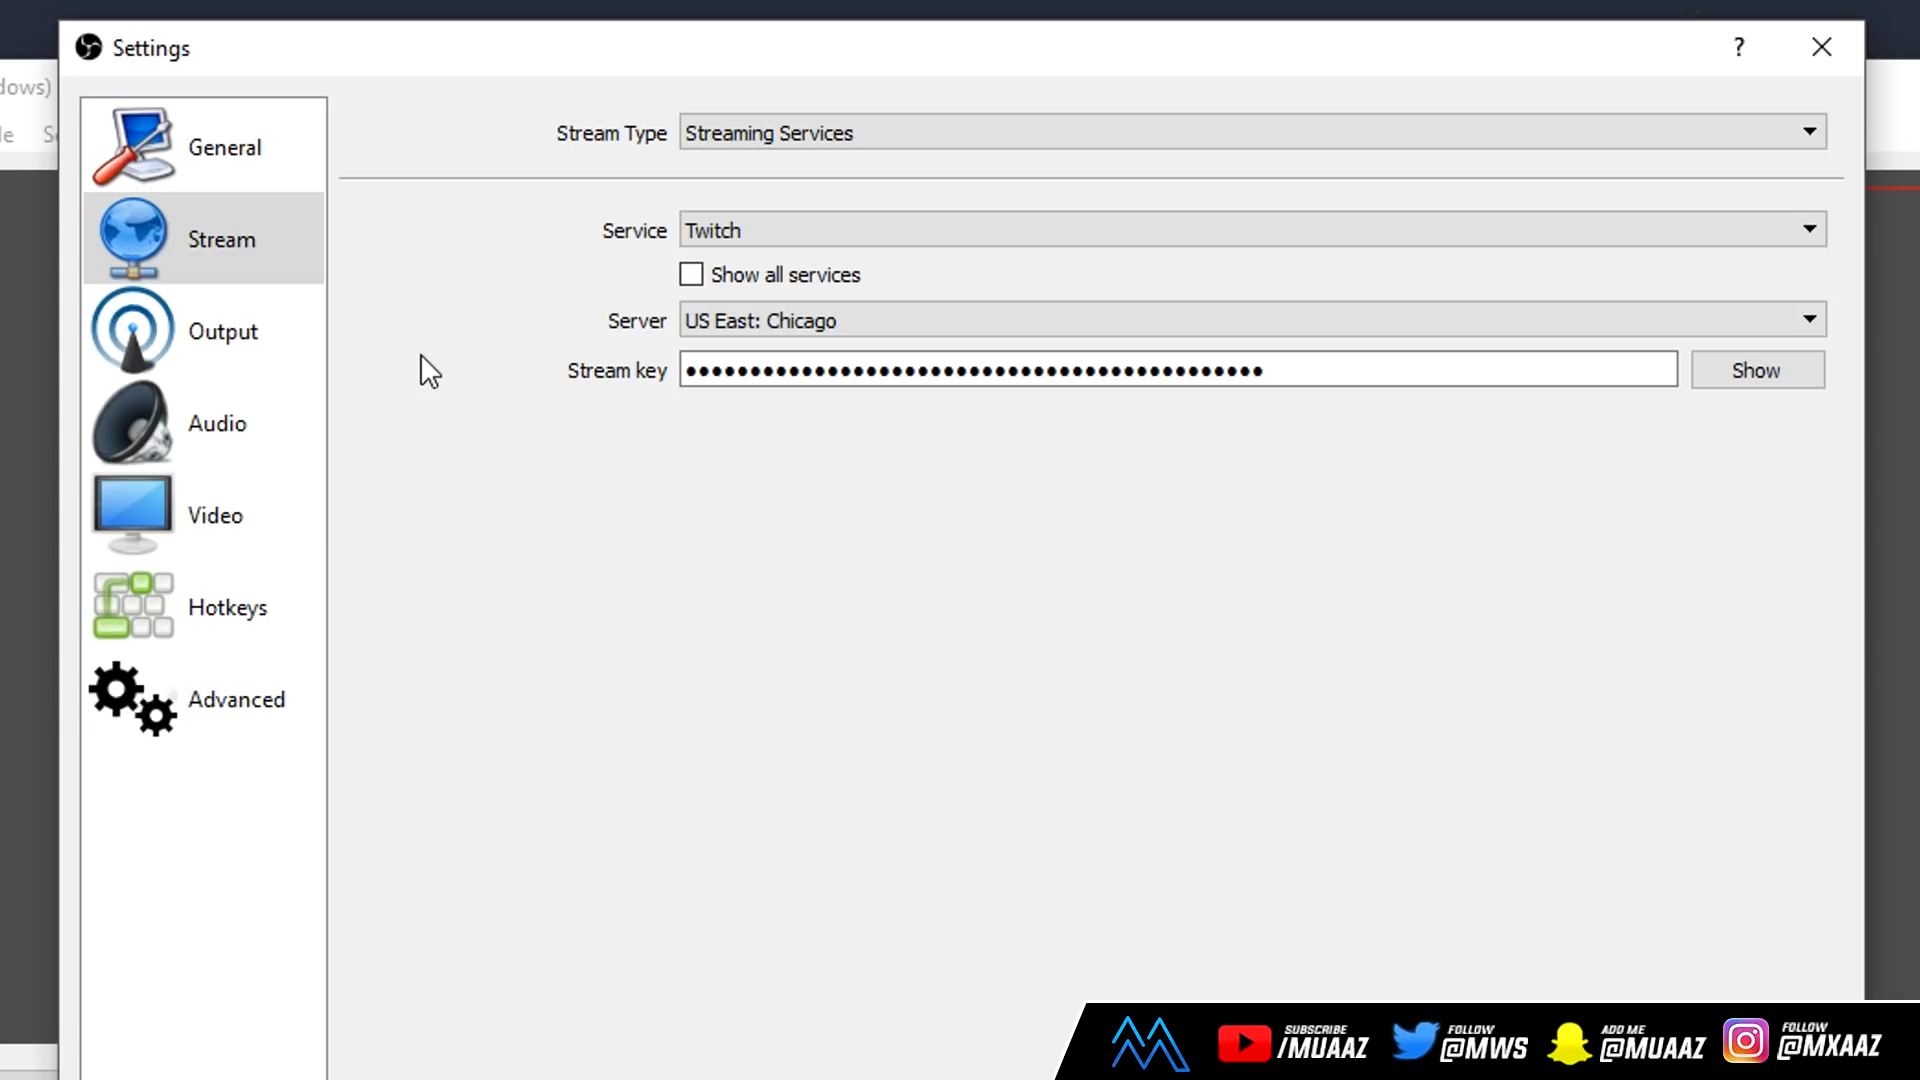 Settings
?
dows)
General
Stream Type
Streaming Services
Stream
Service
Twitch
Show all services
Output
Server
US East: Chicago
Stream key
●●●●●●●●●●●●●●●●●●●●●●●●●●●●●●●●●●●●●●●●●●●●●
Show
Audio
Video
Hotkeys
Advanced
SUBSCRIBE
/MUAAZ
FOLLOW
@MWS
ADD ME
@MUAAZ
FOLLOW
@MXAAZ